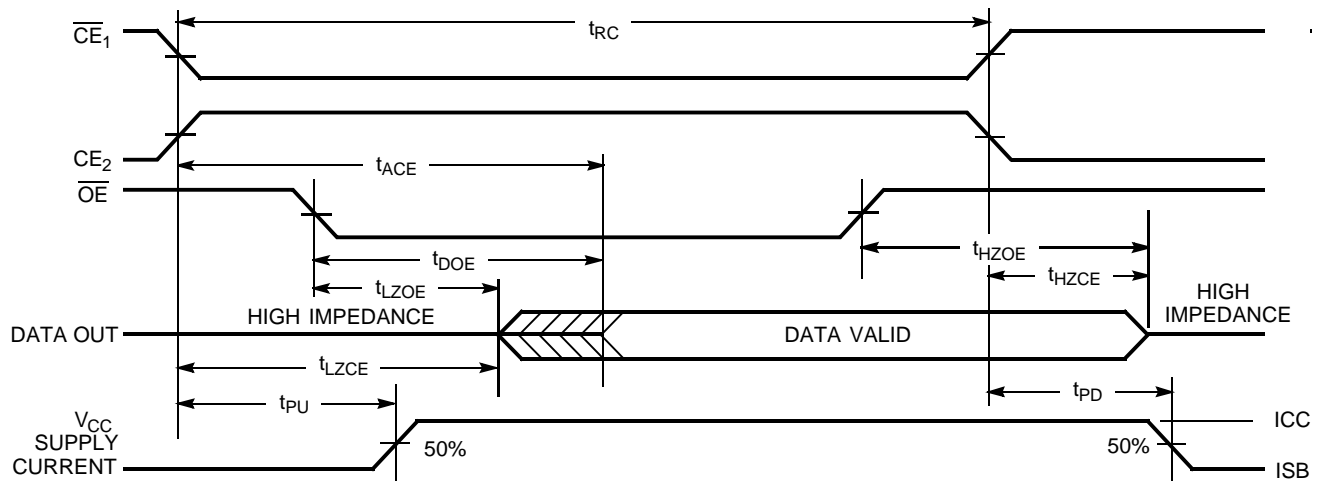 CE1
tRC
CE2
tACE
OE
tHZOE
tDOE
tHZCE
tLZOE
HIGH IMPEDANCE
HIGH
IMPEDANCE
DATA OUT
DATA VALID
tLZCE
tPU
tPD
VCC
SUPPLY
CURRENT
50%
50%
ICC
ISB